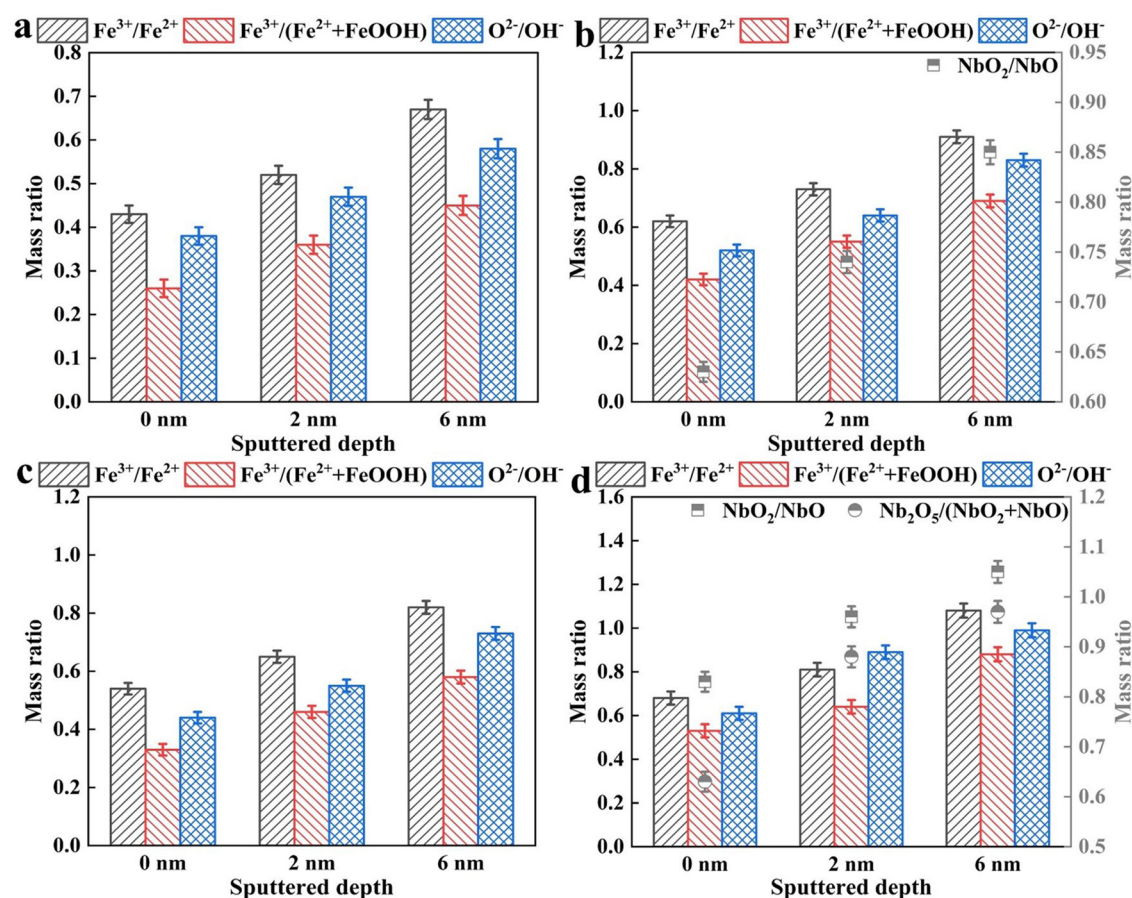 a
Fe³⁺/Fe²⁺ Fe³⁺/(Fe²⁺+FeOOH) O²⁻/OH⁻
0.8
0.7
0.6
0.5
0.4
0.3
0.2
0.1
0.0
Mass ratio
0 nm 2 nm 6 nm
Sputtered depth
b
Fe³⁺/Fe²⁺ Fe³⁺/(Fe²⁺+FeOOH) O²⁻/OH⁻
NbO₂/NbO
1.2
1.0
0.8
0.6
0.4
0.2
0.0
Mass ratio
0.95
0.90
0.85
0.80
0.75
0.70
0.65
0.60
Mass ratio
0 nm 2 nm 6 nm
Sputtered depth
c
Fe³⁺/Fe²⁺ Fe³⁺/(Fe²⁺+FeOOH) O²⁻/OH⁻
1.2
1.0
0.8
0.6
0.4
0.2
0.0
Mass ratio
0 nm 2 nm 6 nm
Sputtered depth
d
Fe³⁺/Fe²⁺ Fe³⁺/(Fe²⁺+FeOOH) O²⁻/OH⁻
NbO₂/NbO Nb₂O₅/(NbO₂+NbO)
1.6
1.4
1.2
1.0
0.8
0.6
0.4
0.2
0.0
Mass ratio
1.2
1.1
1.0
0.9
0.8
0.7
0.6
0.5
Mass ratio
0 nm 2 nm 6 nm
Sputtered depth